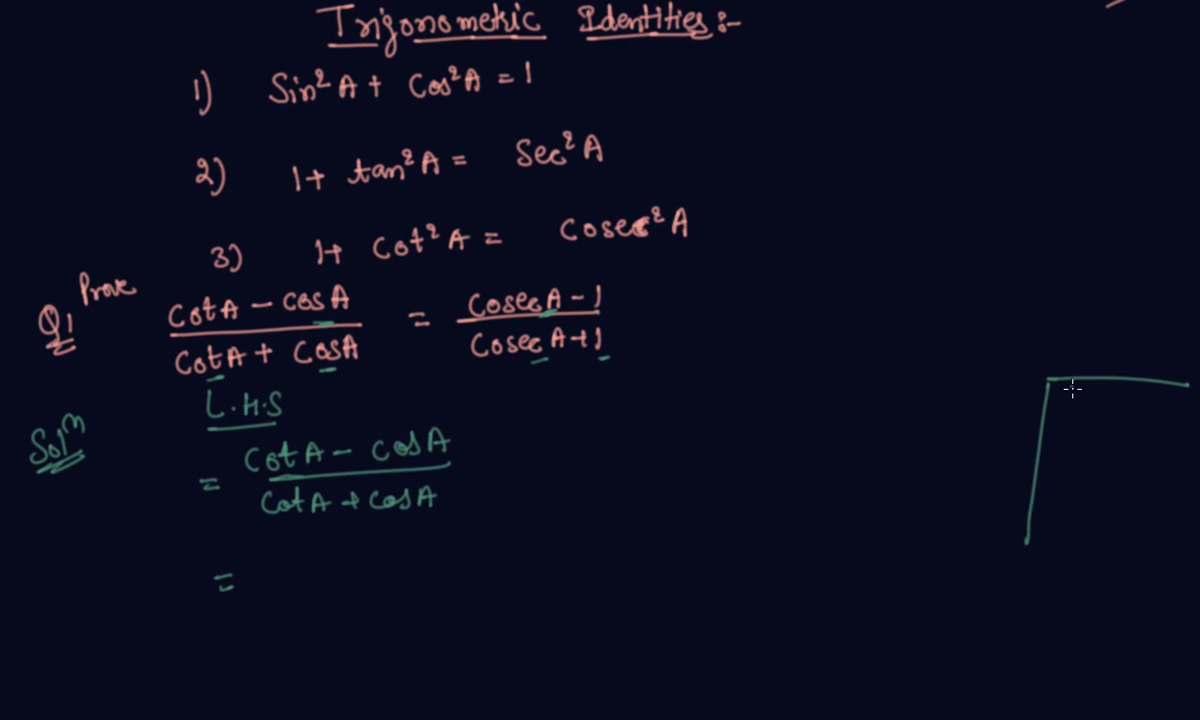 Trigonometric Identities :-
1) Sin²A + Cos²A = 1
2) 1 + tan²A = Sec²A
3) 1 + Cot²A = Cosec²A
Q1 Prove
CotA - cosA / CotA + CosA = CosecA - 1 / CosecA + 1
Solⁿ L.H.S
= CotA - cosA / CotA + cosA
=